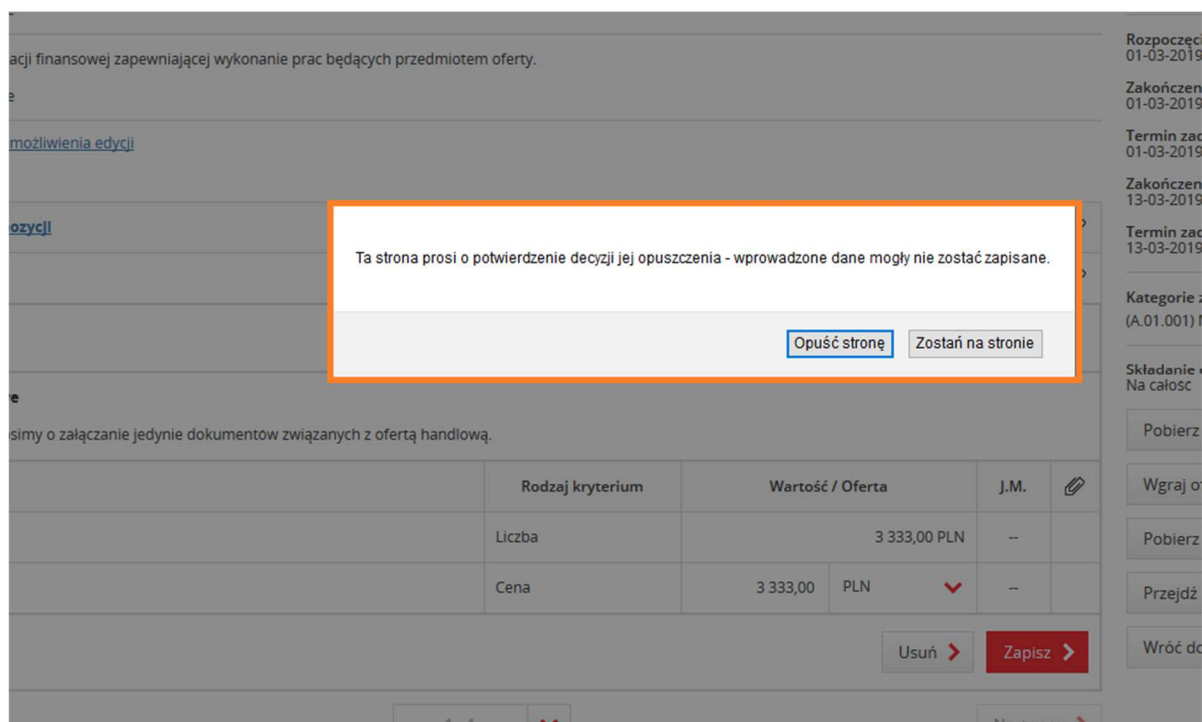 acji finansowej zapewniającej wykonanie prac będących przedmiotem oferty.
e
możliwienia edycji
ozycji
Ta strona prosi o potwierdzenie decyzji jej opuszczenia - wprowadzone dane mogły nie zostać zapisane.
Opuść stronę Zostań na stronie
e
simy o załączanie jedynie dokumentów związanych z ofertą handlową.
Rodzaj kryterium Wartość / Oferta J.M.
Liczba 3 333,00 PLN --
Cena 3 333,00 PLN --
Usuń Zapisz
Rozpoczęci
01-03-2019
Zakończen
01-03-2019
Termin zad
01-03-2019
Zakończen
13-03-2019
Termin zad
13-03-2019
Kategorie z
(A.01.001)
Składanie
Na całosc
Pobierz
Wgraj of
Pobierz
Przejdź
Wróć do